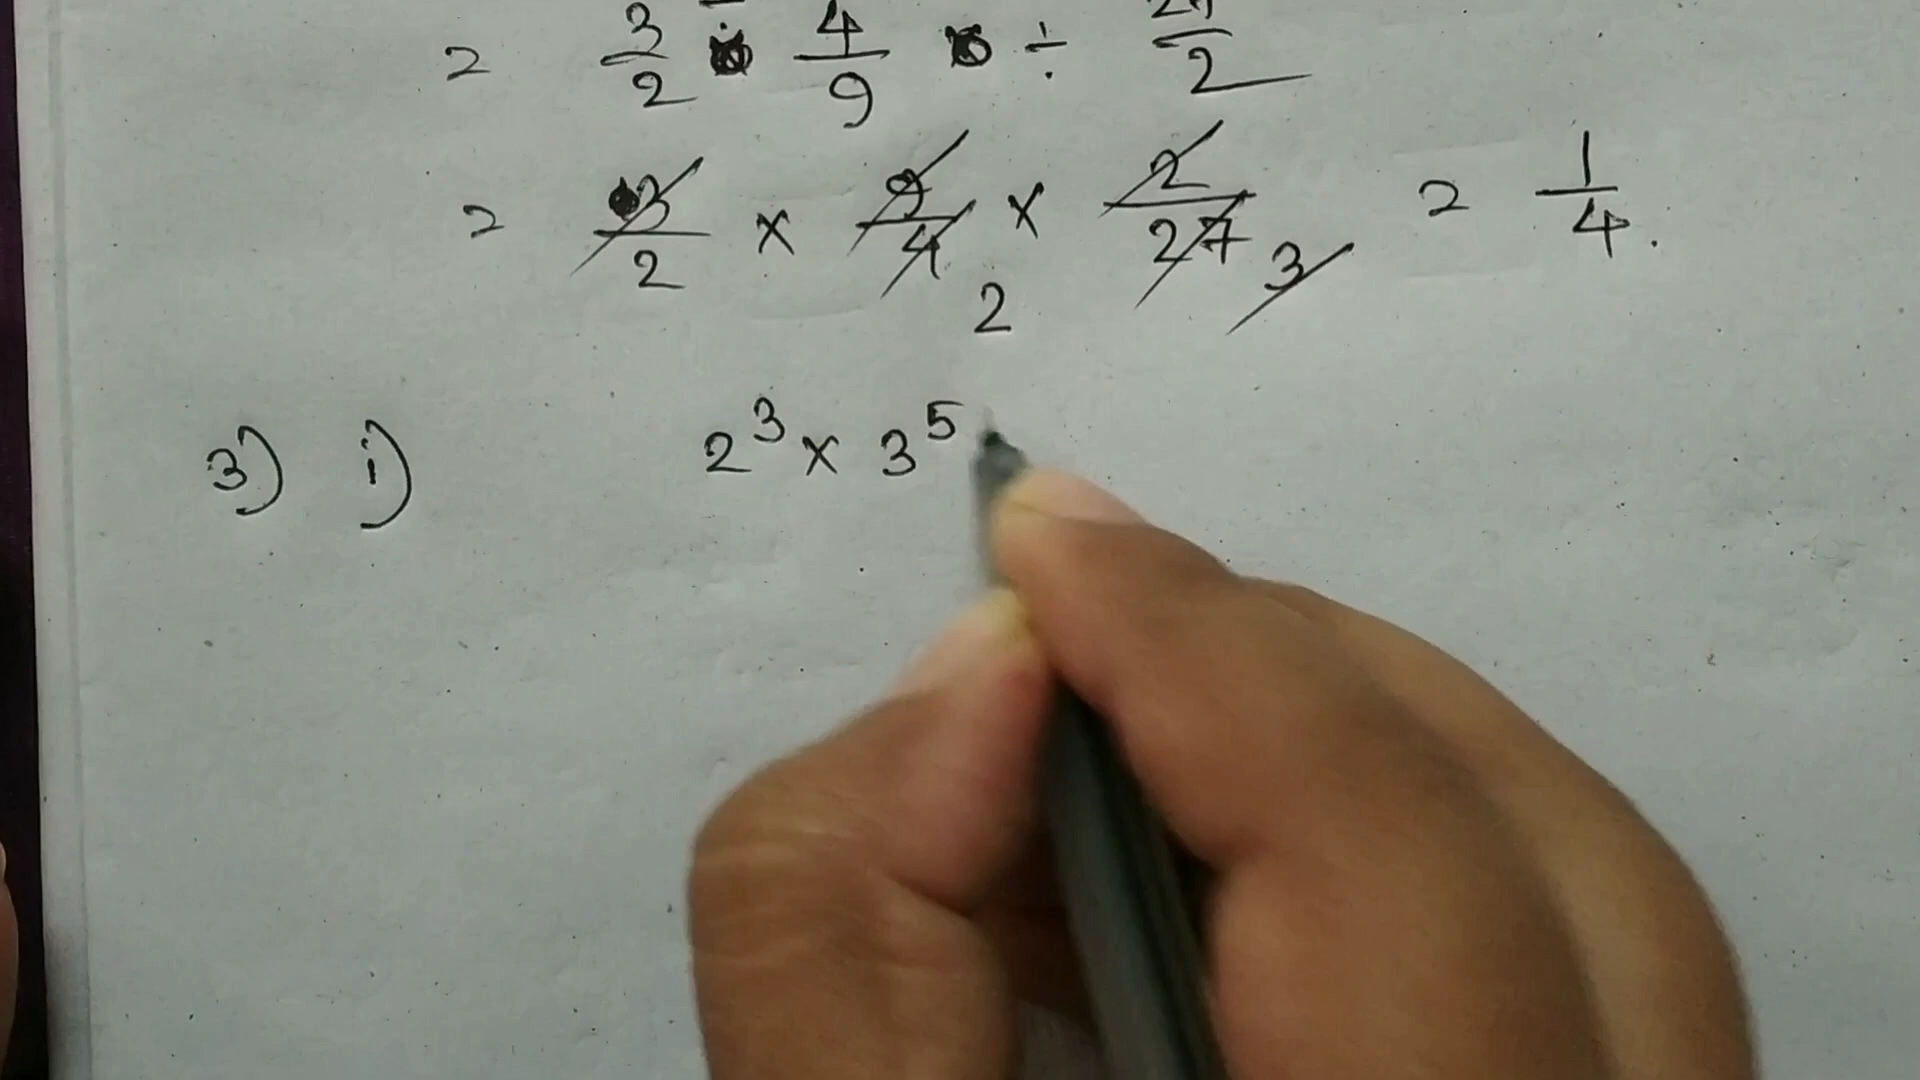 = 3/2 4/9 ÷ 27/2
= 3/2 × 9/4 2 × 2/27 3 = 1/4.
3) i) 2³ × 3⁵